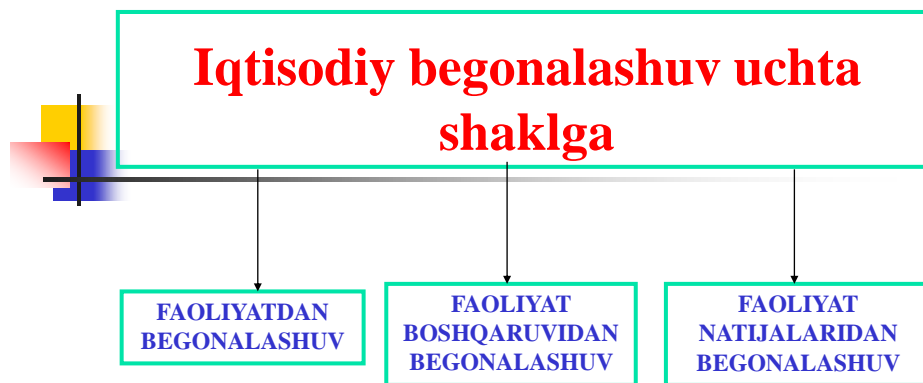 Iqtisodiy begonalashuv uchta
shaklga
FAOLIYATDAN
BEGONALASHUV
FAOLIYAT
BOSHQARUVIDAN
BEGONALASHUV
FAOLIYAT
NATIJALARIDAN
BEGONALASHUV